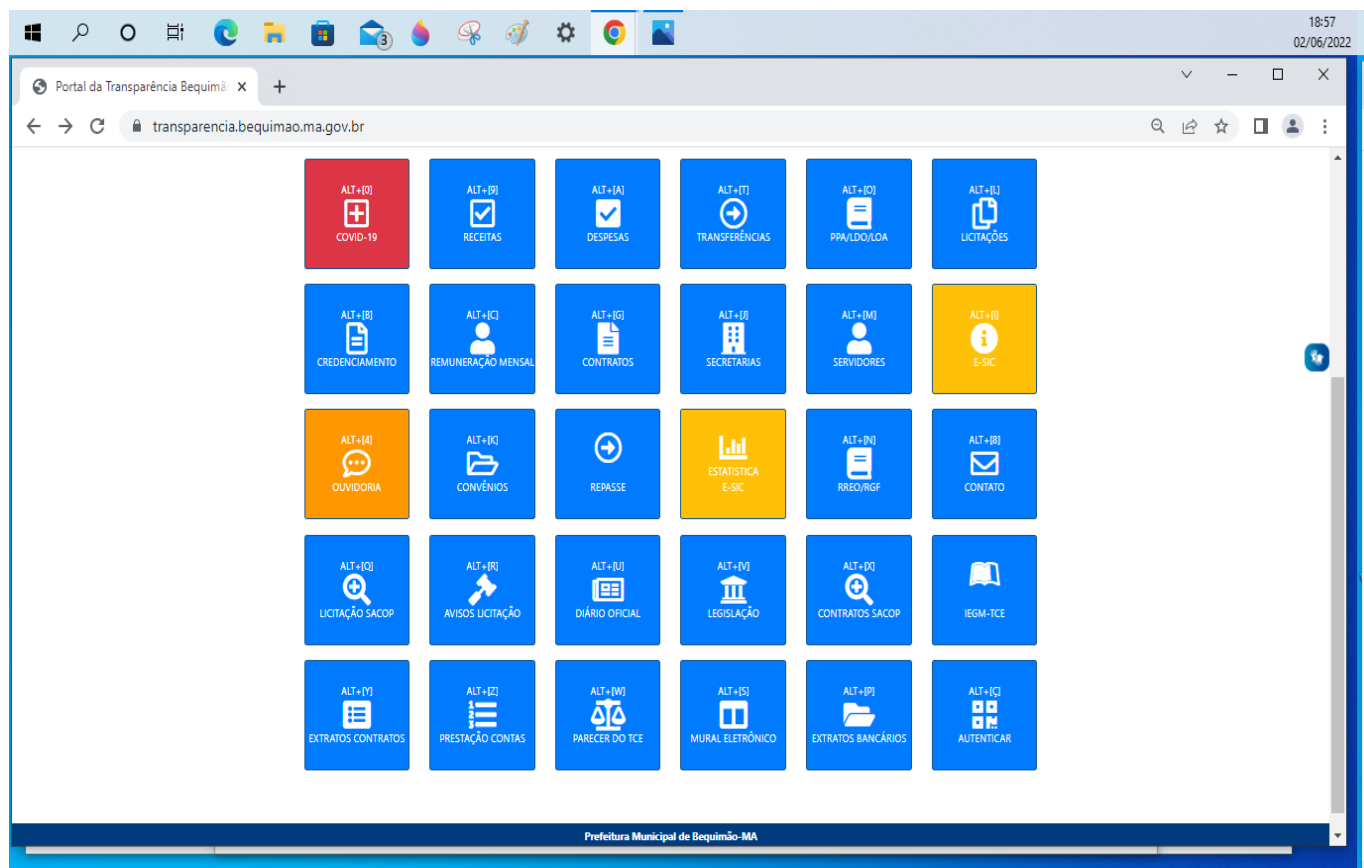 3
18:57
02/06/2022
Portal da Transparência Bequimã
transparencia.bequimao.ma.gov.br
ALT+[0]
COVID-19
ALT+[9]
RECEITAS
ALT+[A]
DESPESAS
ALT+[T]
TRANSFERÊNCIAS
ALT+[O]
PPA/LDO/LOA
ALT+[L]
LICITAÇÕES
ALT+[B]
CREDENCIAMENTO
ALT+[C]
REMUNERAÇÃO MENSAL
ALT+[G]
CONTRATOS
ALT+[J]
SECRETARIAS
ALT+[M]
SERVIDORES
ALT+[I]
E-SIC
ALT+[4]
OUVIDORIA
ALT+[K]
CONVÊNIOS
REPASSE
ESTATISTICA
E-SIC
ALT+[N]
RREO/RGF
ALT+[8]
CONTATO
ALT+[Q]
LICITAÇÃO SACOP
ALT+[R]
AVISOS LICITAÇÃO
ALT+[U]
DIÁRIO OFICIAL
ALT+[V]
LEGISLAÇÃO
ALT+[X]
CONTRATOS SACOP
IEGM-TCE
ALT+[Y]
EXTRATOS CONTRATOS
ALT+[Z]
PRESTAÇÃO CONTAS
ALT+[W]
PARECER DO TCE
ALT+[S]
MURAL ELETRÔNICO
ALT+[P]
EXTRATOS BANCÁRIOS
ALT+[Ç]
AUTENTICAR
Prefeitura Municipal de Bequimão-MA